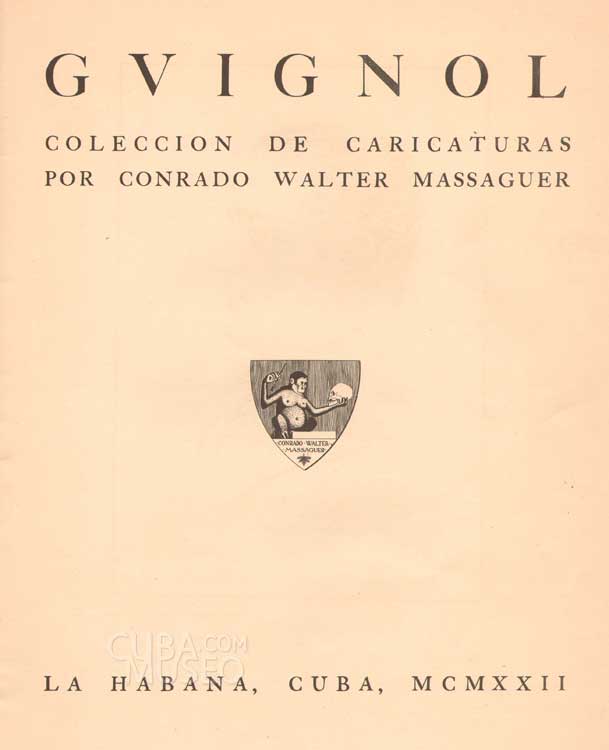 GVIGNOL
COLECCION DE CARICATURAS
POR CONRADO WALTER MASSAGUER
CONRADO·WALTER·
·MASSAGUER
CUBA.COM
MUSEO
LA HABANA, CUBA, MCMXXII